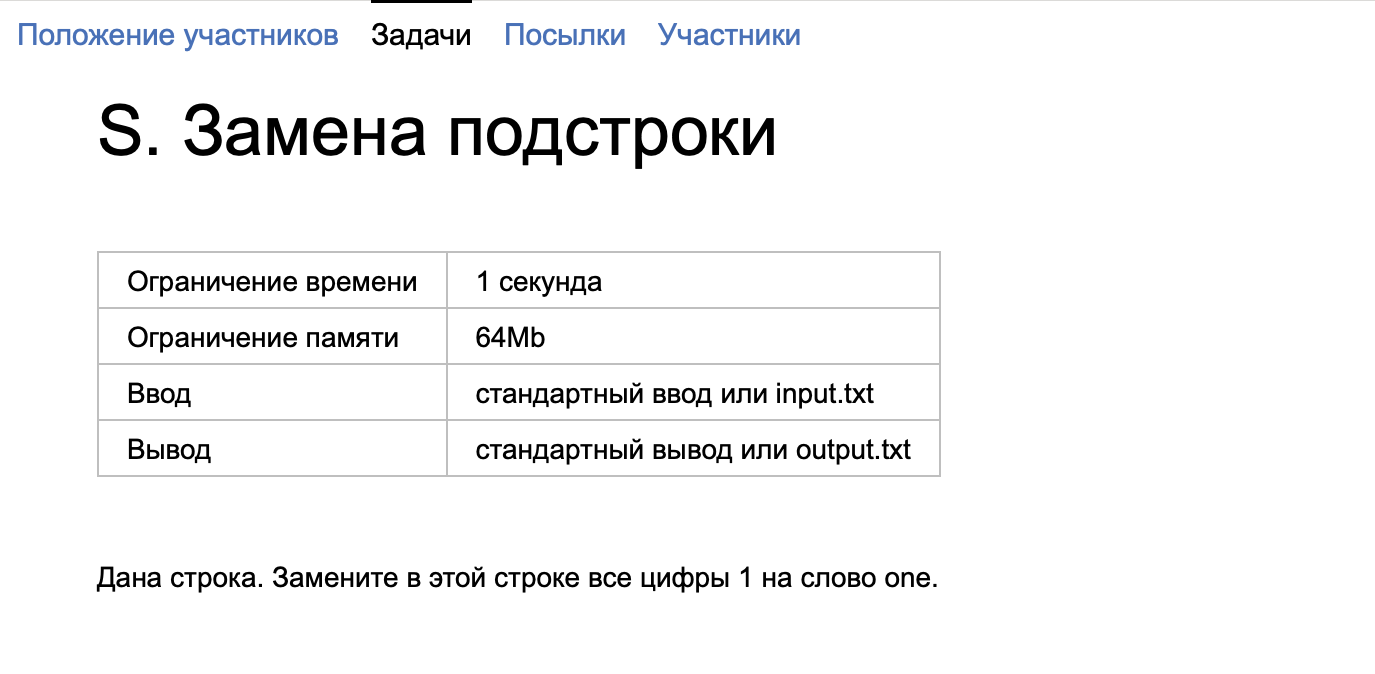 Положение участников Задачи Посылки Участники
S. Замена подстроки
Ограничение времени 1 секунда
Ограничение памяти 64Mb
Ввод стандартный ввод или input.txt
Вывод стандартный вывод или output.txt
Дана строка. Замените в этой строке все цифры 1 на слово one.